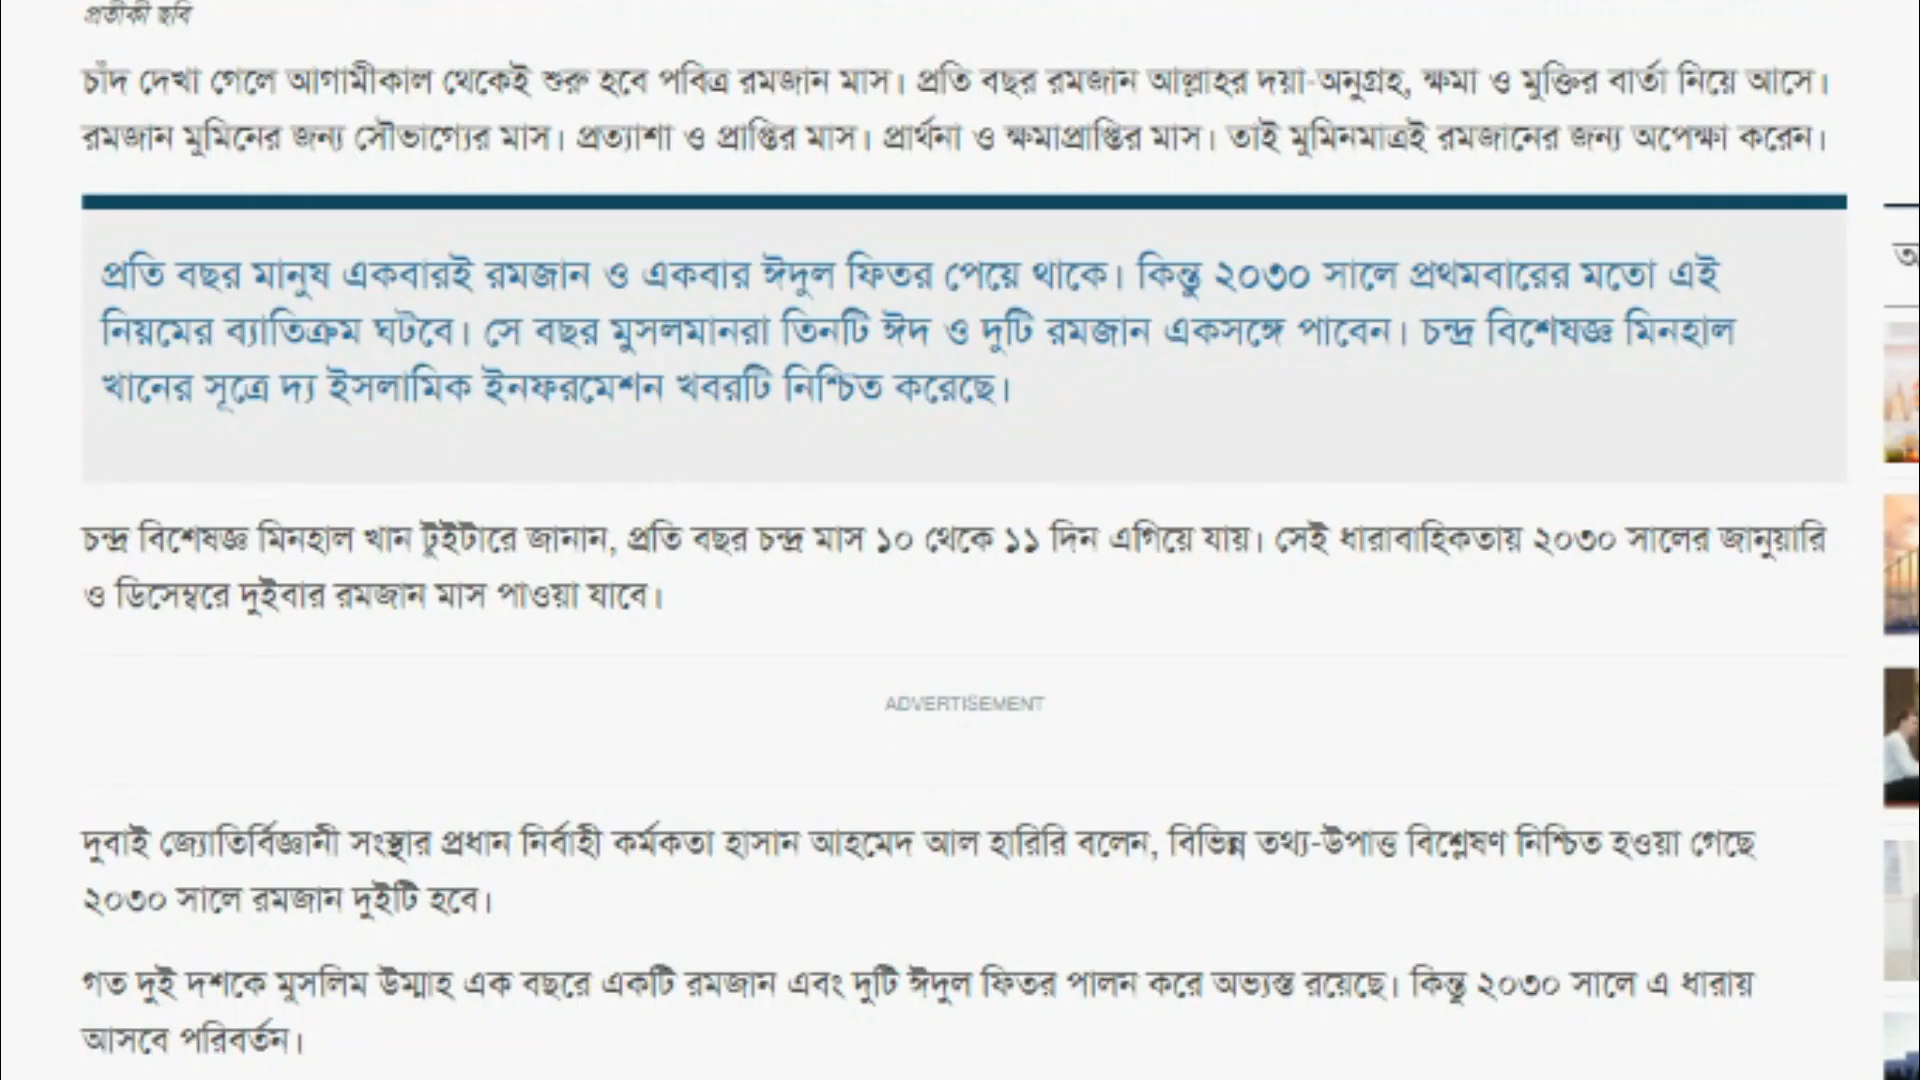 প্রতীকী ছবি
চাঁদ দেখা গেলে আগামীকাল থেকেই শুরু হবে পবিত্র রমজান মাস। প্রতি বছর রমজান আল্লাহর দয়া-অনুগ্রহ, ক্ষমা ও মুক্তির বার্তা নিয়ে আসে।
রমজান মুমিনের জন্য সৌভাগ্যের মাস। প্রত্যাশা ও প্রাপ্তির মাস। প্রার্থনা ও ক্ষমাপ্রাপ্তির মাস। তাই মুমিনমাত্রই রমজানের জন্য অপেক্ষা করেন।
প্রতি বছর মানুষ একবারই রমজান ও একবার ঈদুল ফিতর পেয়ে থাকে। কিন্তু ২০৩০ সালে প্রথমবারের মতো এই
নিয়মের ব্যাতিক্রম ঘটবে। সে বছর মুসলমানরা তিনটি ঈদ ও দুটি রমজান একসঙ্গে পাবেন। চন্দ্র বিশেষজ্ঞ মিনহাল
খানের সূত্রে দ্য ইসলামিক ইনফরমেশন খবরটি নিশ্চিত করেছে।
চন্দ্র বিশেষজ্ঞ মিনহাল খান টুইটারে জানান, প্রতি বছর চন্দ্র মাস ১০ থেকে ১১ দিন এগিয়ে যায়। সেই ধারাবাহিকতায় ২০৩০ সালের জানুয়ারি
ও ডিসেম্বরে দুইবার রমজান মাস পাওয়া যাবে।
ADVERTISEMENT
দুবাই জ্যোতির্বিজ্ঞানী সংস্থার প্রধান নির্বাহী কর্মকতা হাসান আহমেদ আল হারিরি বলেন, বিভিন্ন তথ্য-উপাত্ত বিশ্লেষণ নিশ্চিত হওয়া গেছে
২০৩০ সালে রমজান দুইটি হবে।
গত দুই দশকে মুসলিম উম্মাহ এক বছরে একটি রমজান এবং দুটি ঈদুল ফিতর পালন করে অভ্যস্ত রয়েছে। কিন্তু ২০৩০ সালে এ ধারায়
আসবে পরিবর্তন।